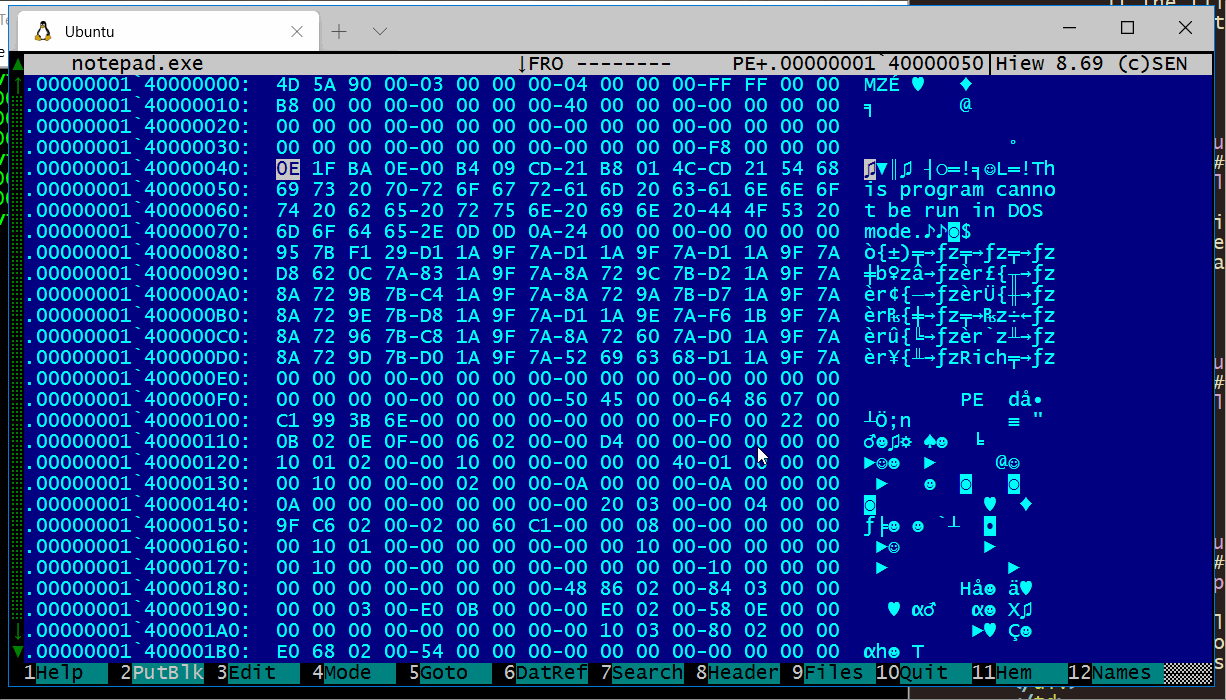 Ubuntu
notepad.exe ↓FRO -------- PE+.00000001`40000050 Hiew 8.69 (c)SEN
.00000001`40000000: 4D 5A 90 00-03 00 00 00-04 00 00 00-FF FF 00 00 MZÉ ♥ ♦
.00000001`40000010: B8 00 00 00-00 00 00 00-40 00 00 00-00 00 00 00 ╕ @
.00000001`40000020: 00 00 00 00-00 00 00 00-00 00 00 00-00 00 00 00
.00000001`40000030: 00 00 00 00-00 00 00 00-00 00 00 00-F8 00 00 00 °
.00000001`40000040: 0E 1F BA 0E-00 B4 09 CD-21 B8 01 4C-CD 21 54 68 ♫▼║♫ ┤○═!╕☺L═!Th
.00000001`40000050: 69 73 20 70-72 6F 67 72-61 6D 20 63-61 6E 6E 6F is program canno
.00000001`40000060: 74 20 62 65-20 72 75 6E-20 69 6E 20-44 4F 53 20 t be run in DOS
.00000001`40000070: 6D 6F 64 65-2E 0D 0D 0A-24 00 00 00-00 00 00 00 mode.♪♪◙$
.00000001`40000080: 95 7B F1 29-D1 1A 9F 7A-D1 1A 9F 7A-D1 1A 9F 7A ò{±)╤→ƒz╤→ƒz╤→ƒz
.00000001`40000090: D8 62 0C 7A-83 1A 9F 7A-8A 72 9C 7B-D2 1A 9F 7A ╪b♀zâ→ƒzèr£{╥→ƒz
.00000001`400000A0: 8A 72 9B 7B-C4 1A 9F 7A-8A 72 9A 7B-D7 1A 9F 7A èr¢{─→ƒzèrÜ{╫→ƒz
.00000001`400000B0: 8A 72 9E 7B-D8 1A 9F 7A-D1 1A 9E 7A-F6 1B 9F 7A èr₧{╪→ƒz╤→₧z÷←ƒz
.00000001`400000C0: 8A 72 96 7B-C8 1A 9F 7A-8A 72 60 7A-D0 1A 9F 7A èrû{╚→ƒzèr`z╨→ƒz
.00000001`400000D0: 8A 72 9D 7B-D0 1A 9F 7A-52 69 63 68-D1 1A 9F 7A èr¥{╨→ƒzRich╤→ƒz
.00000001`400000E0: 00 00 00 00-00 00 00 00-00 00 00 00-00 00 00 00
.00000001`400000F0: 00 00 00 00-00 00 00 00-50 45 00 00-64 86 07 00 PE då•
.00000001`40000100: C1 99 3B 6E-00 00 00 00-00 00 00 00-F0 00 22 00 ┴Ö;n ≡ "
.00000001`40000110: 0B 02 0E 0F-00 06 02 00-00 D4 00 00-00 00 00 00 ♂☻♫☼ ♠☻ ╘
.00000001`40000120: 10 01 02 00-00 10 00 00-00 00 00 40-01 00 00 00 ►☺☻ ► @☺
.00000001`40000130: 00 10 00 00-00 02 00 00-0A 00 00 00-0A 00 00 00 ► ☻ ◙ ◙
.00000001`40000140: 0A 00 00 00-00 00 00 00-00 20 03 00-00 04 00 00 ◙ ♥ ♦
.00000001`40000150: 9F C6 02 00-02 00 60 C1-00 00 08 00-00 00 00 00 ƒ╞☻ ☻ `┴ ◘
.00000001`40000160: 00 10 01 00-00 00 00 00-00 00 10 00-00 00 00 00 ►☺ ►
.00000001`40000170: 00 10 00 00-00 00 00 00-00 00 00 00-10 00 00 00 ► ►
.00000001`40000180: 00 00 00 00-00 00 00 00-48 86 02 00-84 03 00 00 Hå☻ ä♥
.00000001`40000190: 00 00 03 00-E0 0B 00 00-00 E0 02 00-58 0E 00 00 ♥ α♂ α☻ X♫
.00000001`400001A0: 00 00 00 00-00 00 00 00-00 10 03 00-80 02 00 00 ►♥ Ç☻
.00000001`400001B0: E0 68 02 00-54 00 00 00-00 00 00 00-00 00 00 00 αh☻ T
1Help 2PutBlk 3Edit 4Mode 5Goto 6DatRef 7Search 8Header 9Files 10Quit 11Hem 12Names